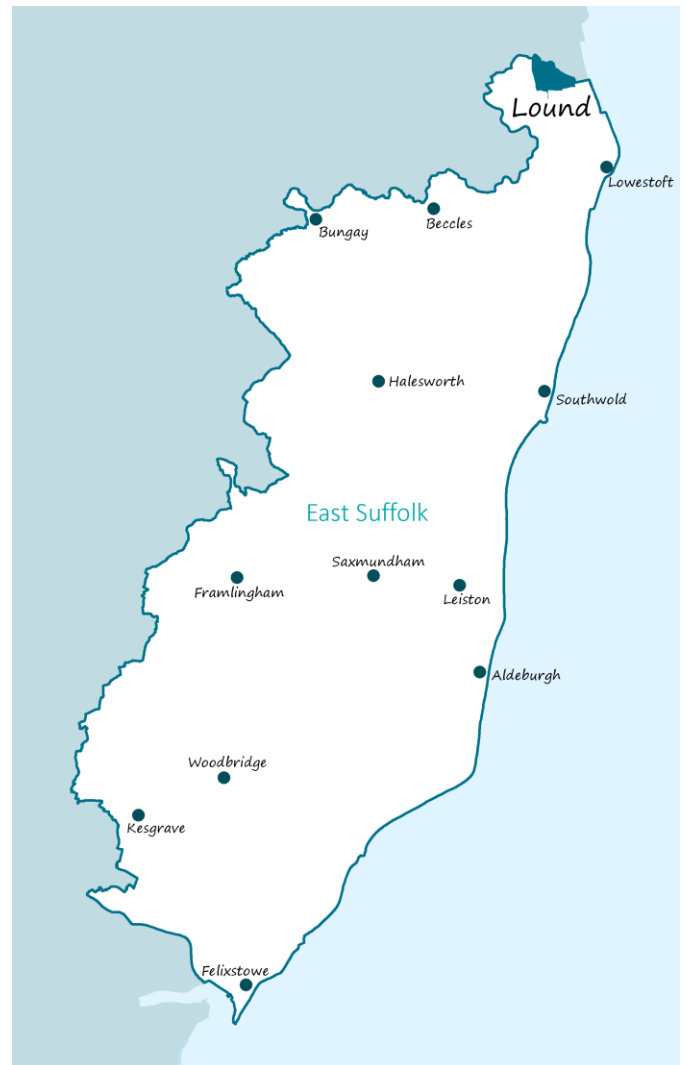 Lound
Lowestoft
Beccles
Bungay
Halesworth
Southwold
East Suffolk
Saxmundham
Framlingham
Leiston
Aldeburgh
Woodbridge
Kesgrave
Felixstowe